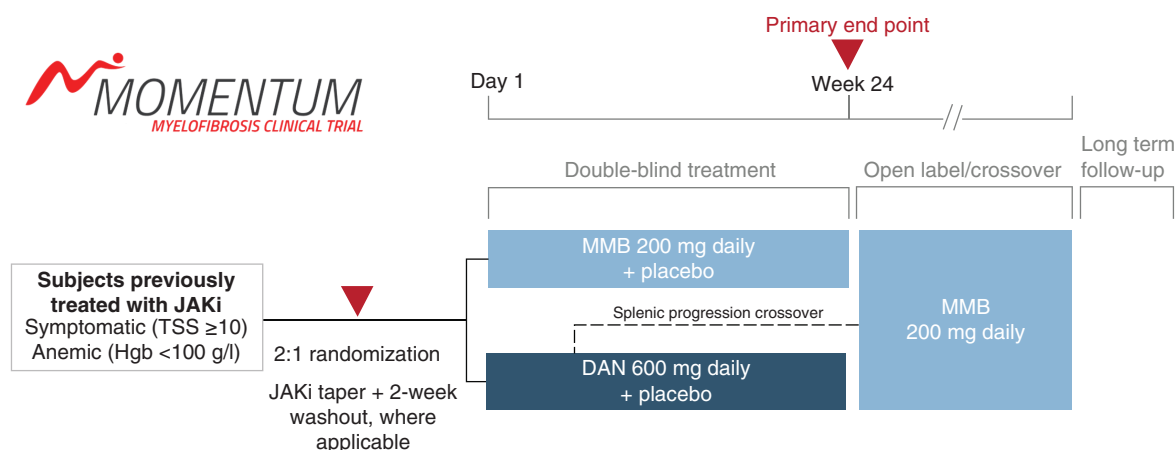 MOMENTUM
MYELOFIBROSIS CLINICAL TRIAL
Primary end point
Day 1
Week 24
//
Double-blind treatment
Open label/crossover
Long term
follow-up
Subjects previously
treated with JAKi
Symptomatic (TSS ≥10)
Anemic (Hgb <100 g/l)
2:1 randomization
JAKi taper + 2-week
washout, where
applicable
MMB 200 mg daily
+ placebo
Splenic progression crossover
DAN 600 mg daily
+ placebo
MMB
200 mg daily